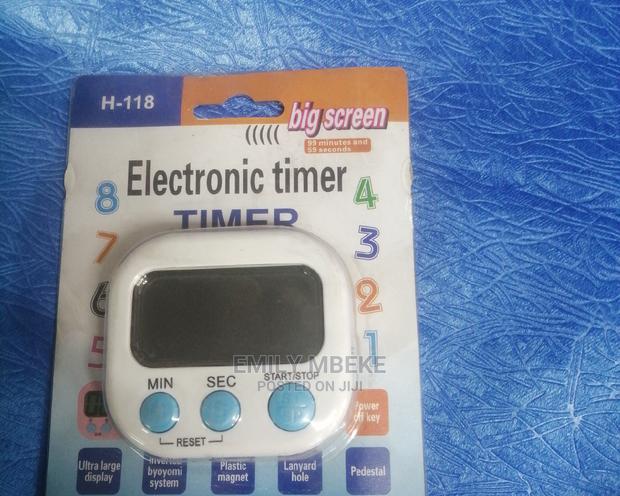 H-118
big screen
99 minutes and
59 seconds
Electronic timer
TIMER
8
4
7
3
6
2
5
1
EMILY MBEKE
POSTED ON JIJI
MIN
SEC
START/STOP
RESET
Power
off key
Ultra large
display
Inverted
byoyomi
system
Plastic
magnet
Lanyard
hole
Pedestal